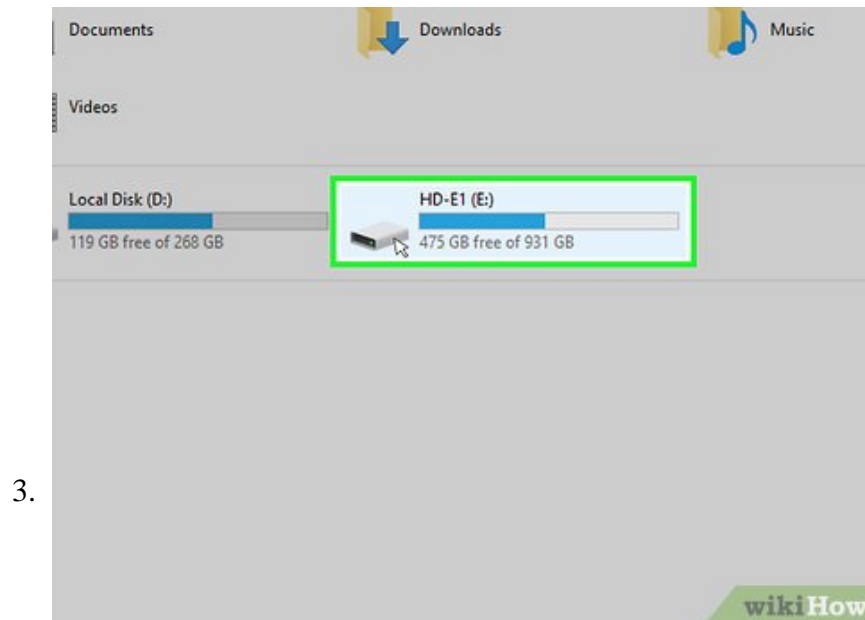 Documents
Downloads
Music
Videos
Local Disk (D:)
HD-E1 (E:)
119 GB free of 268 GB
475 GB free of 931 GB
3.
wikiHow